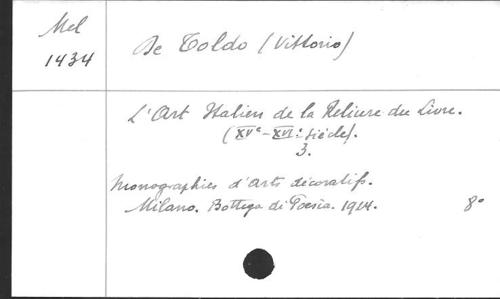 Mel
1434
De Toldo (Vittorio)
L'Art Italien de la Reliure du Livre.
(XVe - XVIe siècle).
3.
Monographies d'arts décoratifs.
Milano. Bottega di Poesia. 1914. 8°